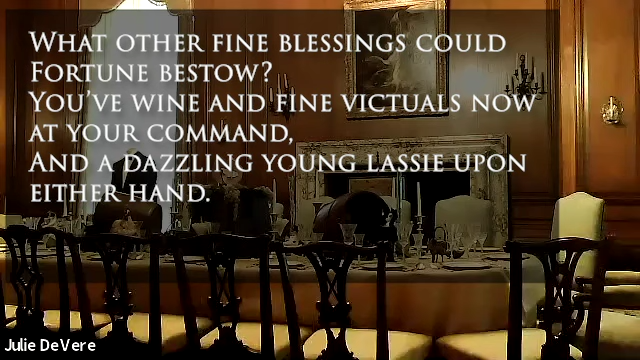 What other fine blessings could
Fortune bestow?
You've wine and fine victuals now
at your command,
And a dazzling young lassie upon
either hand.
Julie DeVere